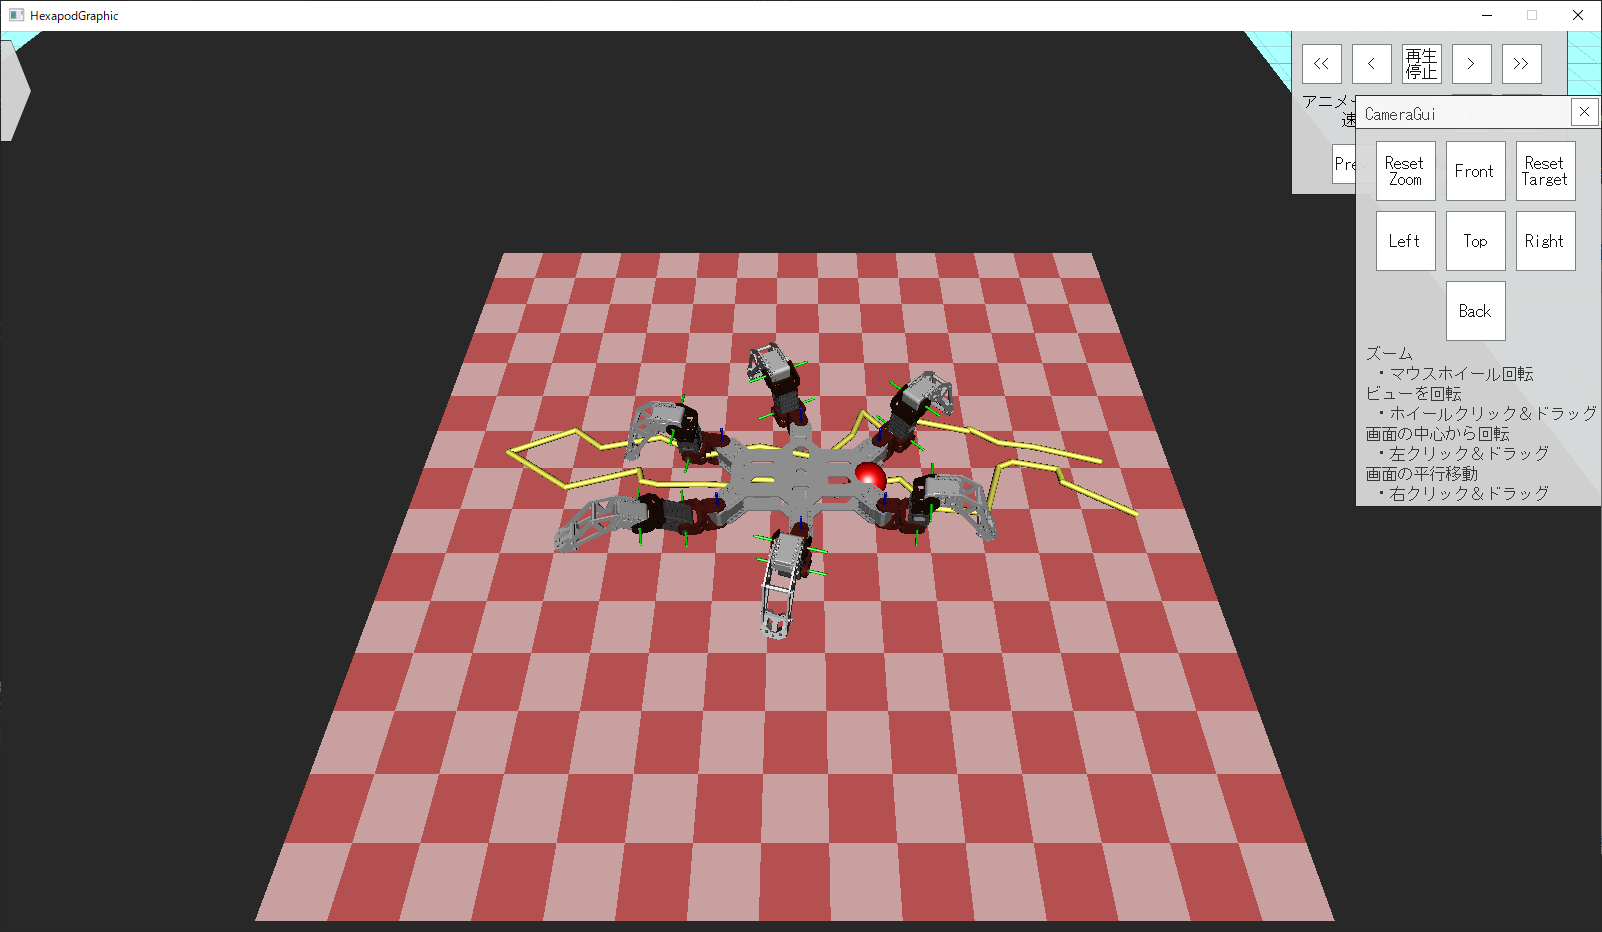 HexapodGraphic
<<
<
再生
停止
>
>>
アニメ
速
Pre
CameraGui
Reset
Zoom
Front
Reset
Target
Left
Top
Right
Back
ズーム
・マウスホイール回転
ビューを回転
・ホイールクリック＆ドラッグ
画面の中心から回転
・左クリック＆ドラッグ
画面の平行移動
・右クリック＆ドラッグ